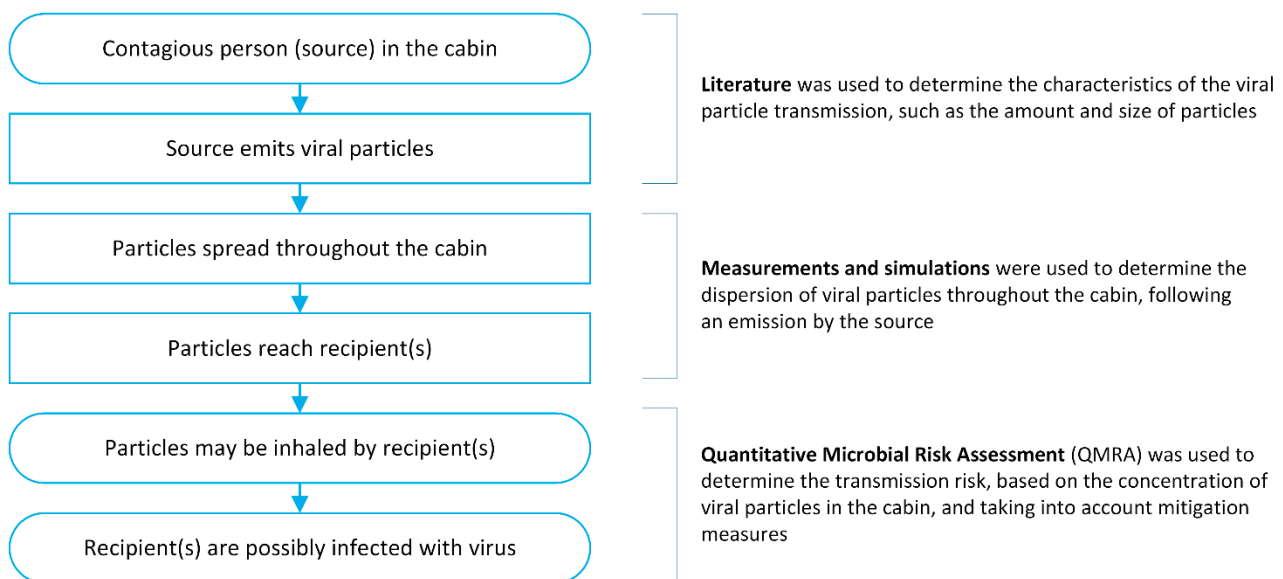 Contagious person (source) in the cabin
Source emits viral particles
Particles spread throughout the cabin
Particles reach recipient(s)
Particles may be inhaled by recipient(s)
Recipient(s) are possibly infected with virus
Literature was used to determine the characteristics of the viral
particle transmission, such as the amount and size of particles
Measurements and simulations were used to determine the
dispersion of viral particles throughout the cabin, following
an emission by the source
Quantitative Microbial Risk Assessment (QMRA) was used to
determine the transmission risk, based on the concentration of
viral particles in the cabin, and taking into account mitigation
measures